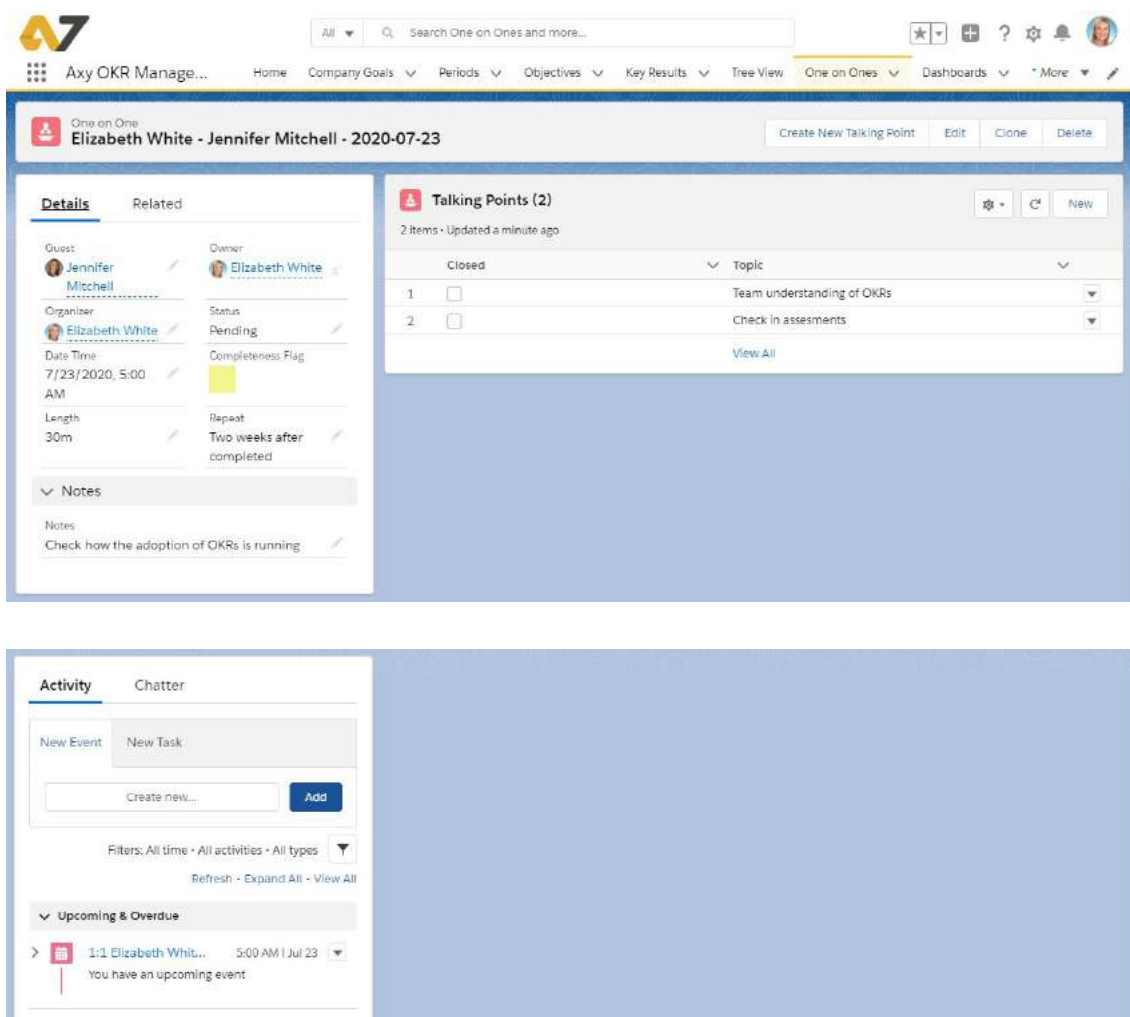 A7
All
Search One on Ones and more...
Axy OKR Manage...
Home
Company Goals
Periods
Objectives
Key Results
Tree View
One on Ones
Dashboards
* More
One on One
Elizabeth White - Jennifer Mitchell - 2020-07-23
Create New Talking Point
Edit
Clone
Delete
Details
Related
Guest
Owner
Jennifer
Mitchell
Elizabeth White
Organizer
Status
Elizabeth White
Pending
Date Time
Completeness Flag
7/23/2020, 5:00
AM
Length
Repeat
30m
Two weeks after
completed
Notes
Notes
Check how the adoption of OKRs is running
Talking Points (2)
New
2 items • Updated a minute ago
Closed
Topic
1
Team understanding of OKRs
2
Check in assesments
View All
Activity
Chatter
New Event
New Task
Create new...
Add
Filters: All time • All activities • All types
Refresh • Expand All • View All
Upcoming & Overdue
1:1 Elizabeth Whit...
5:00 AM | Jul 23
You have an upcoming event